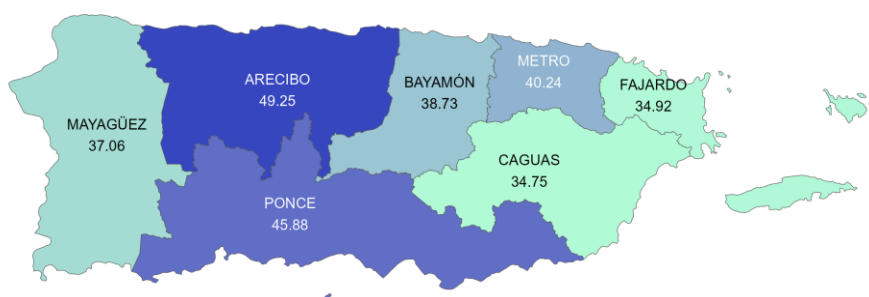 ARECIBO
49.25
BAYAMÓN
38.73
METRO
40.24
FAJARDO
34.92
MAYAGÜEZ
37.06
CAGUAS
34.75
PONCE
45.88